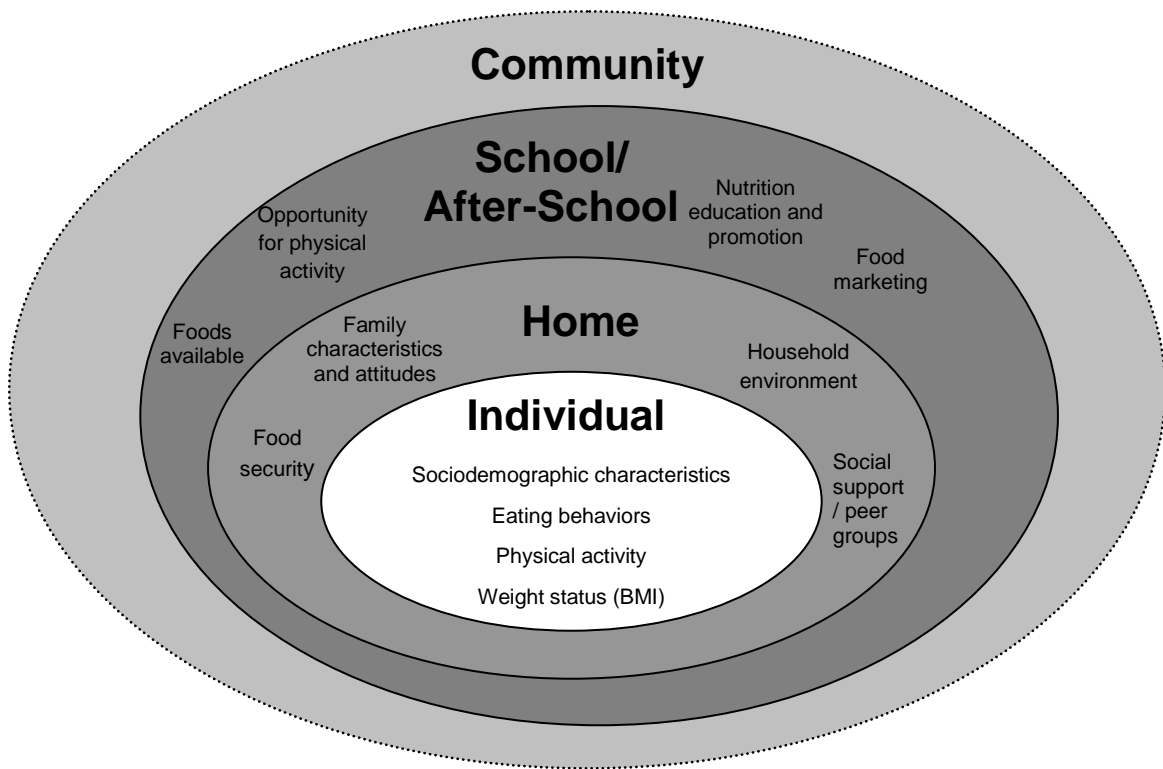 Community
School/
After-School
Opportunity
for physical
activity
Nutrition
education and
promotion
Food
marketing
Foods
available
Home
Family
characteristics
and attitudes
Household
environment
Food
security
Social
support
/ peer
groups
Individual
Sociodemographic characteristics
Eating behaviors
Physical activity
Weight status (BMI)